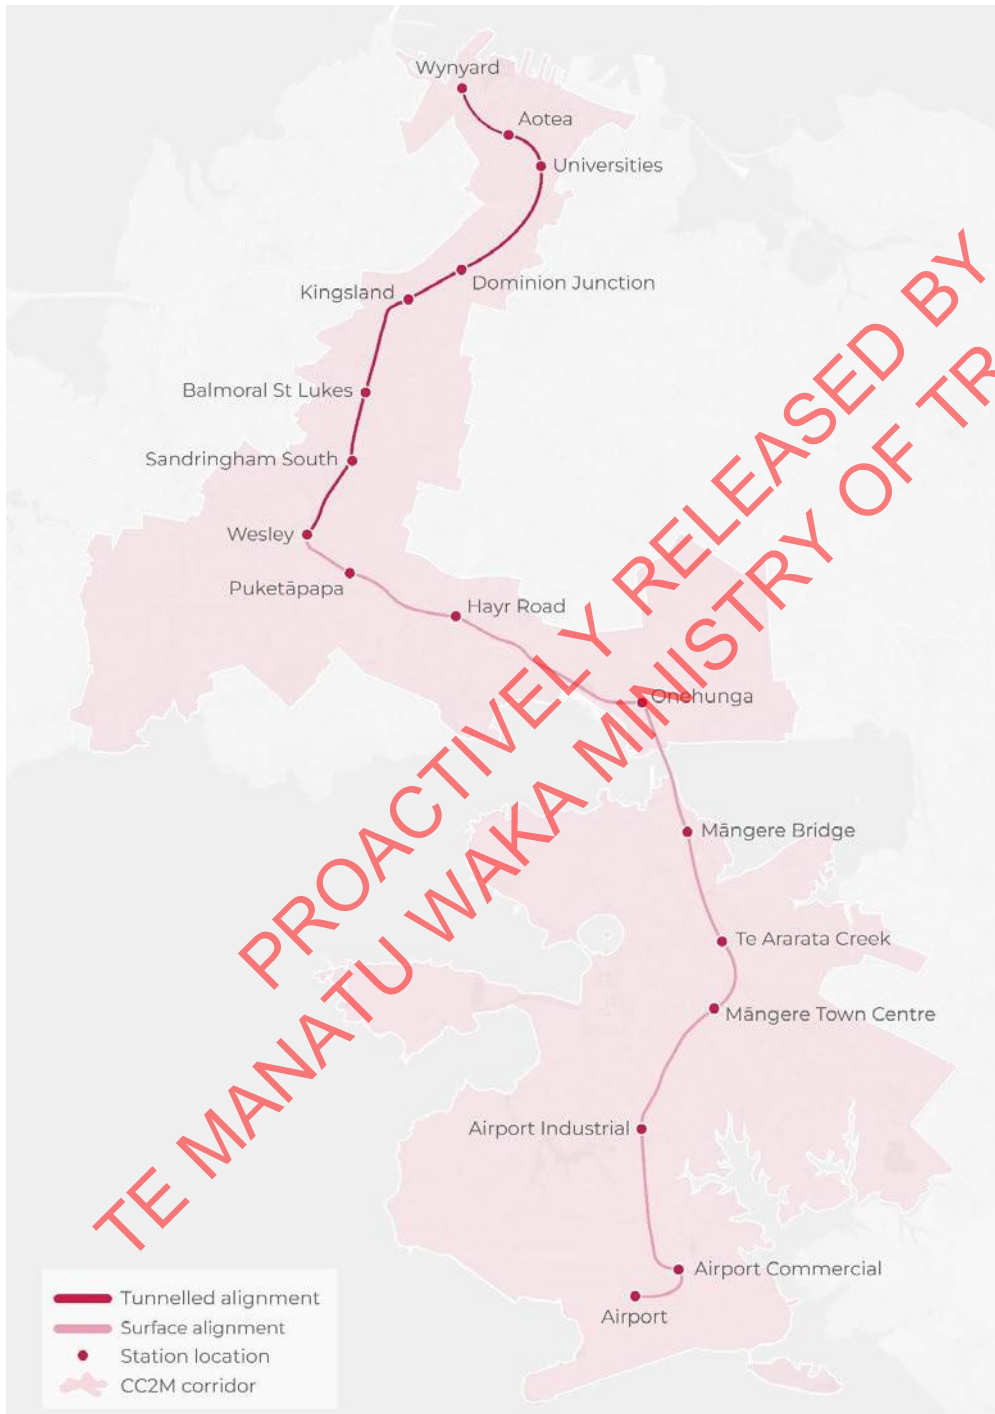 Wynyard
Aotea
Universities
Dominion Junction
Kingsland
Balmoral St Lukes
Sandringham South
Wesley
Puketāpapa
Hayr Road
Onehunga
Māngere Bridge
Te Ararata Creek
Māngere Town Centre
Airport Industrial
Airport Commercial
Airport
PROACTIVELY RELEASED BY
TE MANATU WAKA MINISTRY OF TR
Tunnelled alignment
Surface alignment
Station location
CC2M corridor